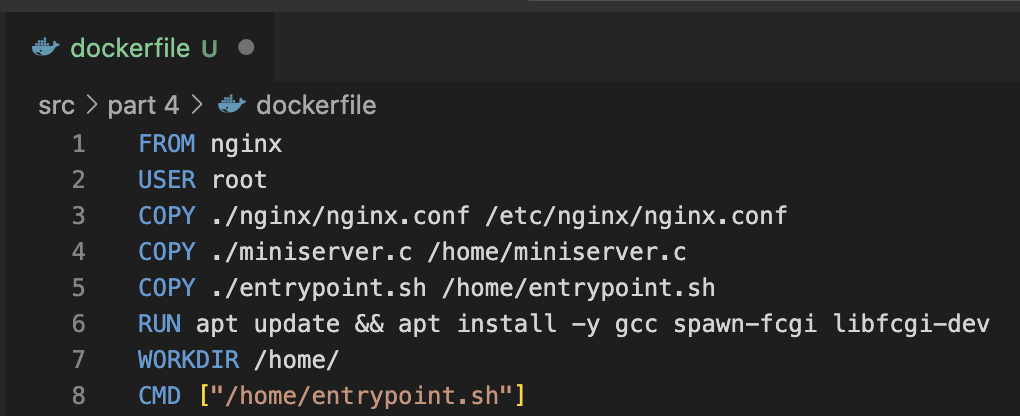 dockerfile U
src > part 4 > dockerfile
1 FROM nginx
2 USER root
3 COPY ./nginx/nginx.conf /etc/nginx/nginx.conf
4 COPY ./miniserver.c /home/miniserver.c
5 COPY ./entrypoint.sh /home/entrypoint.sh
6 RUN apt update && apt install -y gcc spawn-fcgi libfcgi-dev
7 WORKDIR /home/
8 CMD ["/home/entrypoint.sh"]